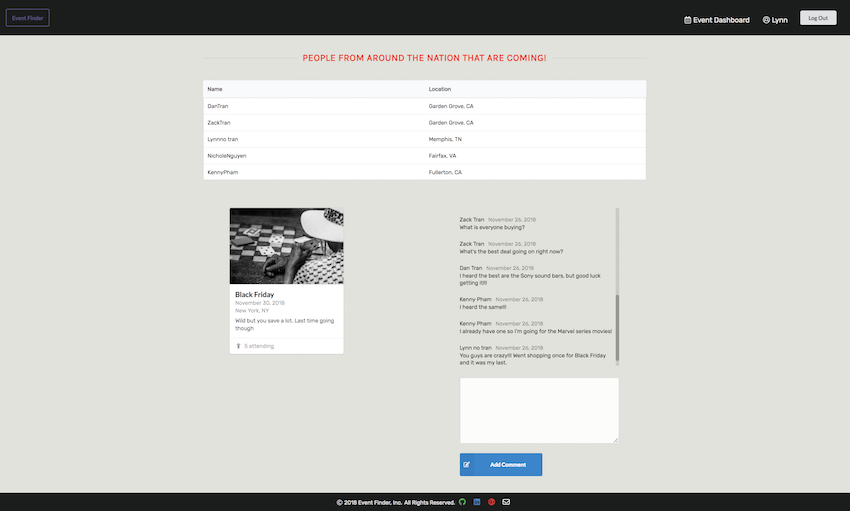 Event Finder
Event Dashboard
Lynn
Log Out
PEOPLE FROM AROUND THE NATION THAT ARE COMING!
Name Location
DanTran Garden Grove, CA
ZackTran Garden Grove, CA
Lynnno tran Memphis, TN
NicholeNguyen Fairfax, VA
KennyPham Fullerton, CA
Black Friday
November 30, 2018
New York, NY
Wild but you save a lot. Last time going
though
5 attending
Zack Tran November 26, 2018
What is everyone buying?
Zack Tran November 26, 2018
What's the best deal going on right now?
Dan Tran November 26, 2018
I heard the best are the Sony sound bars, but good luck
getting it!!!
Kenny Pham November 26, 2018
I heard the same!!!
Kenny Pham November 26, 2018
I already have one so I'm going for the Marvel series movies!
Lynn no tran November 26, 2018
You guys are crazy!!! Went shopping once for Black Friday
and it was my last.
Add Comment
© 2018 Event Finder, Inc. All Rights Reserved.